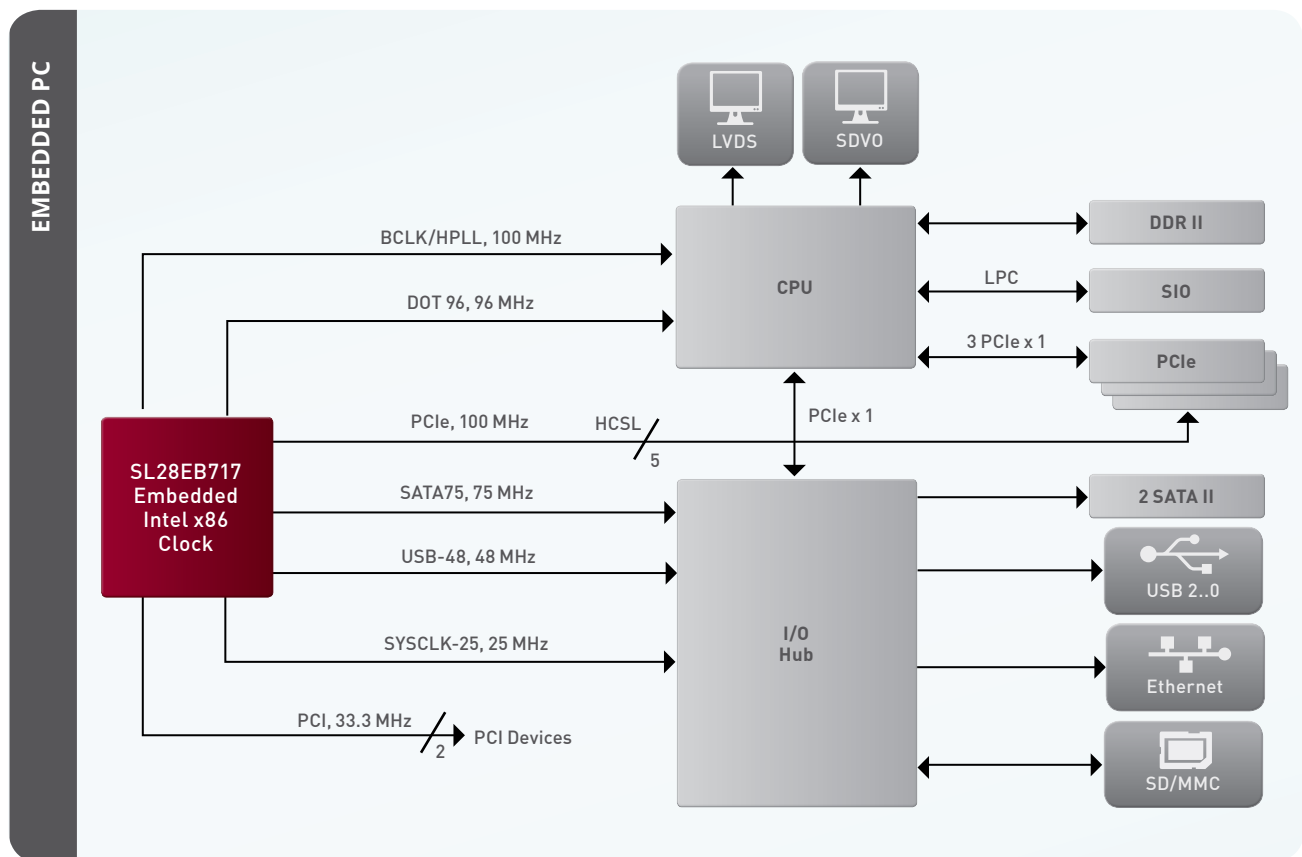 EMBEDDED PC
LVDS
SDVO
BCLK/HPLL, 100 MHz
DOT 96, 96 MHz
CPU
DDR II
LPC
SIO
3 PCIe x 1
PCIe
PCIe, 100 MHz
HCSL
5
PCIe x 1
SL28EB717
Embedded
Intel x86
Clock
SATA75, 75 MHz
USB-48, 48 MHz
SYSCLK-25, 25 MHz
PCI, 33.3 MHz
2
PCI Devices
I/O
Hub
2 SATA II
USB 2..0
Ethernet
SD/MMC